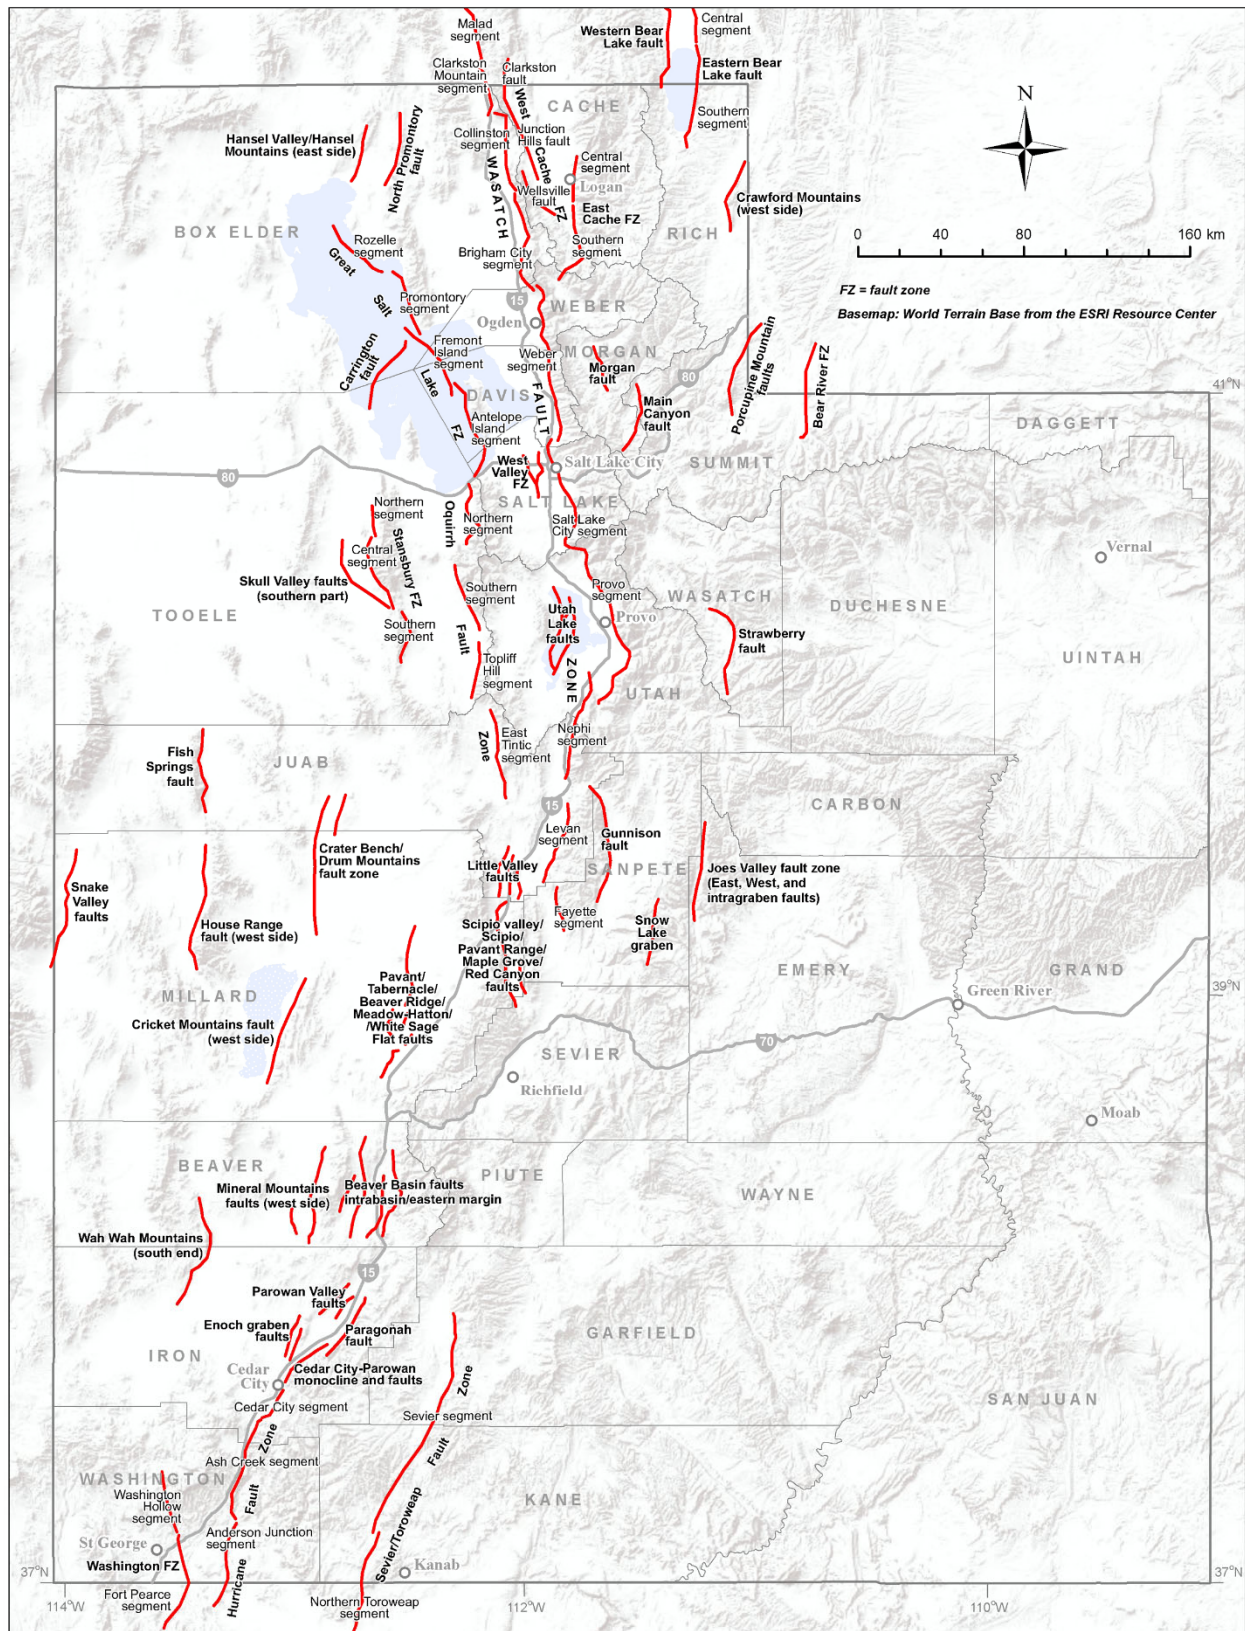 Malad
segment
Western Bear
Lake fault
Central
segment
Clarkston
Mountain
segment
Clarkston
fault
Eastern Bear
Lake fault
CACHE
N
West
Cache
FZ
Southern
segment
Hansel Valley/Hansel
Mountains (east side)
North Promontory
fault
Collinston
segment
Junction
Hills fault
WASATCH
Central
segment
Logan
Wellsville
fault
East
Cache FZ
Crawford Mountains
(west side)
BOX ELDER
Rozelle
segment
RICH
Southern
segment
Brigham City
segment
0 40 80 120 160 km
Great
Salt
Lake
FZ
Promontory
segment
15
WEBER
FZ = fault zone
Basemap: World Terrain Base from the ESRI Resource Center
Ogden
Carrington
fault
Fremont
Island
segment
Weber
segment
MORGAN
Morgan
fault
80
Porcupine Mountain
faults
Bear River FZ
41°N
DAVIS
FAULT
Main
Canyon
fault
Antelope
Island
segment
DAGGETT
West
Valley
FZ
Salt Lake City
SUMMIT
80
SALT LAKE
Northern
segment
Oquirrh
Northern
segment
Salt Lake
City segment
Stansbury FZ
Central
segment
Vernal
Skull Valley faults
(southern part)
Southern
segment
Provo
segment
WASATCH
DUCHESNE
TOOELE
Southern
segment
Fault
Utah
Lake
faults
Provo
Strawberry
fault
UINTAH
Topliff
Hill
segment
ZONE
UTAH
Fish
Springs
fault
JUAB
Zone
East
Tintic
segment
Nephi
segment
15
CARBON
Crater Bench/
Drum Mountains
fault zone
Levan
segment
Gunnison
fault
Little Valley
faults
SANPETE
Joes Valley fault zone
(East, West, and
intragraben faults)
Snake
Valley
faults
House Range
fault (west side)
Fayette
segment
Snow
Lake
graben
Scipio valley/
Scipio/
Pavant Range/
Maple Grove/
Red Canyon
faults
MILLARD
Pavant/
Tabernacle/
Beaver Ridge/
Meadow-Hatton/
/White Sage
Flat faults
EMERY
GRAND
Green River
39°N
Cricket Mountains fault
(west side)
70
SEVIER
Richfield
Moab
BEAVER
PIUTE
WAYNE
Mineral Mountains
faults (west side)
Beaver Basin faults
intrabasin/eastern margin
Wah Wah Mountains
(south end)
15
Parowan Valley
faults
Enoch graben
faults
Paragonah
fault
GARFIELD
IRON
Cedar
City
Cedar City-Parowan
monocline and faults
Zone
SAN JUAN
Cedar City segment
Sevier segment
Zone
Fault
Ash Creek segment
WASHINGTON
Washington
Hollow
segment
Fault
KANE
Anderson Junction
segment
St George
Washington FZ
Sevier/Toroweap
Kanab
37°N
37°N
Fort Pearce
segment
Hurricane
Northern Toroweap
segment
114°W
112°W
110°W